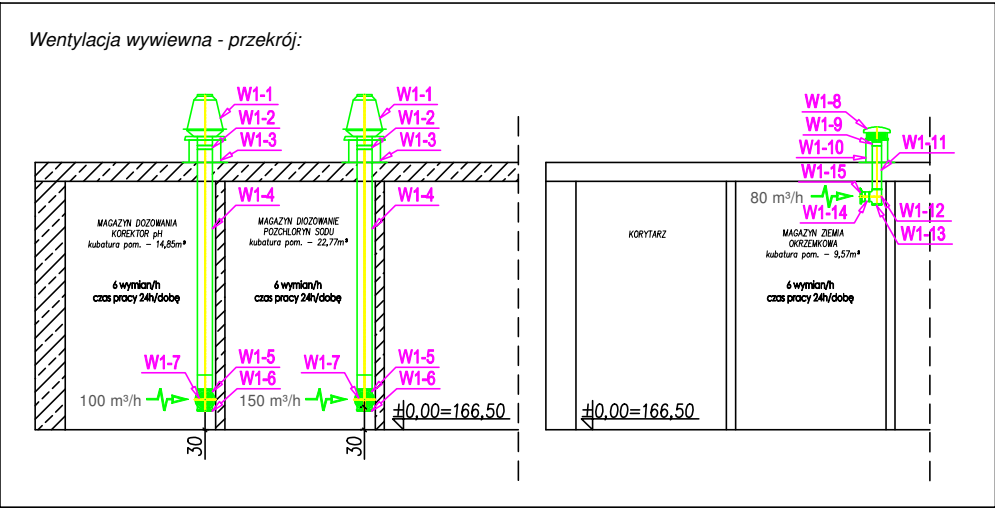 Wentylacja wywiewna - przekrój:
W1-1
W1-2
W1-3
W1-1
W1-2
W1-3
W1-8
W1-9
W1-10
W1-11
W1-15
W1-4
W1-4
80 m³/h
W1-14
W1-12
W1-13
MAGAZYN DOZOWANIA
KOREKTOR pH
kubatura pom. – 14,85m³
MAGAZYN DIOZOWANIE
POZCHLORYN SODU
kubatura pom. – 22,77m³
KORYTARZ
MAGAZYN ZIEMIA
OKRZEMKOWA
kubatura pom. – 9,57m³
6 wymian/h
czas pracy 24h/dobę
6 wymian/h
czas pracy 24h/dobę
6 wymian/h
czas pracy 24h/dobę
W1-7
W1-5
W1-6
W1-7
W1-5
W1-6
100 m³/h
150 m³/h
±0,00=166,50
±0,00=166,50
30
30